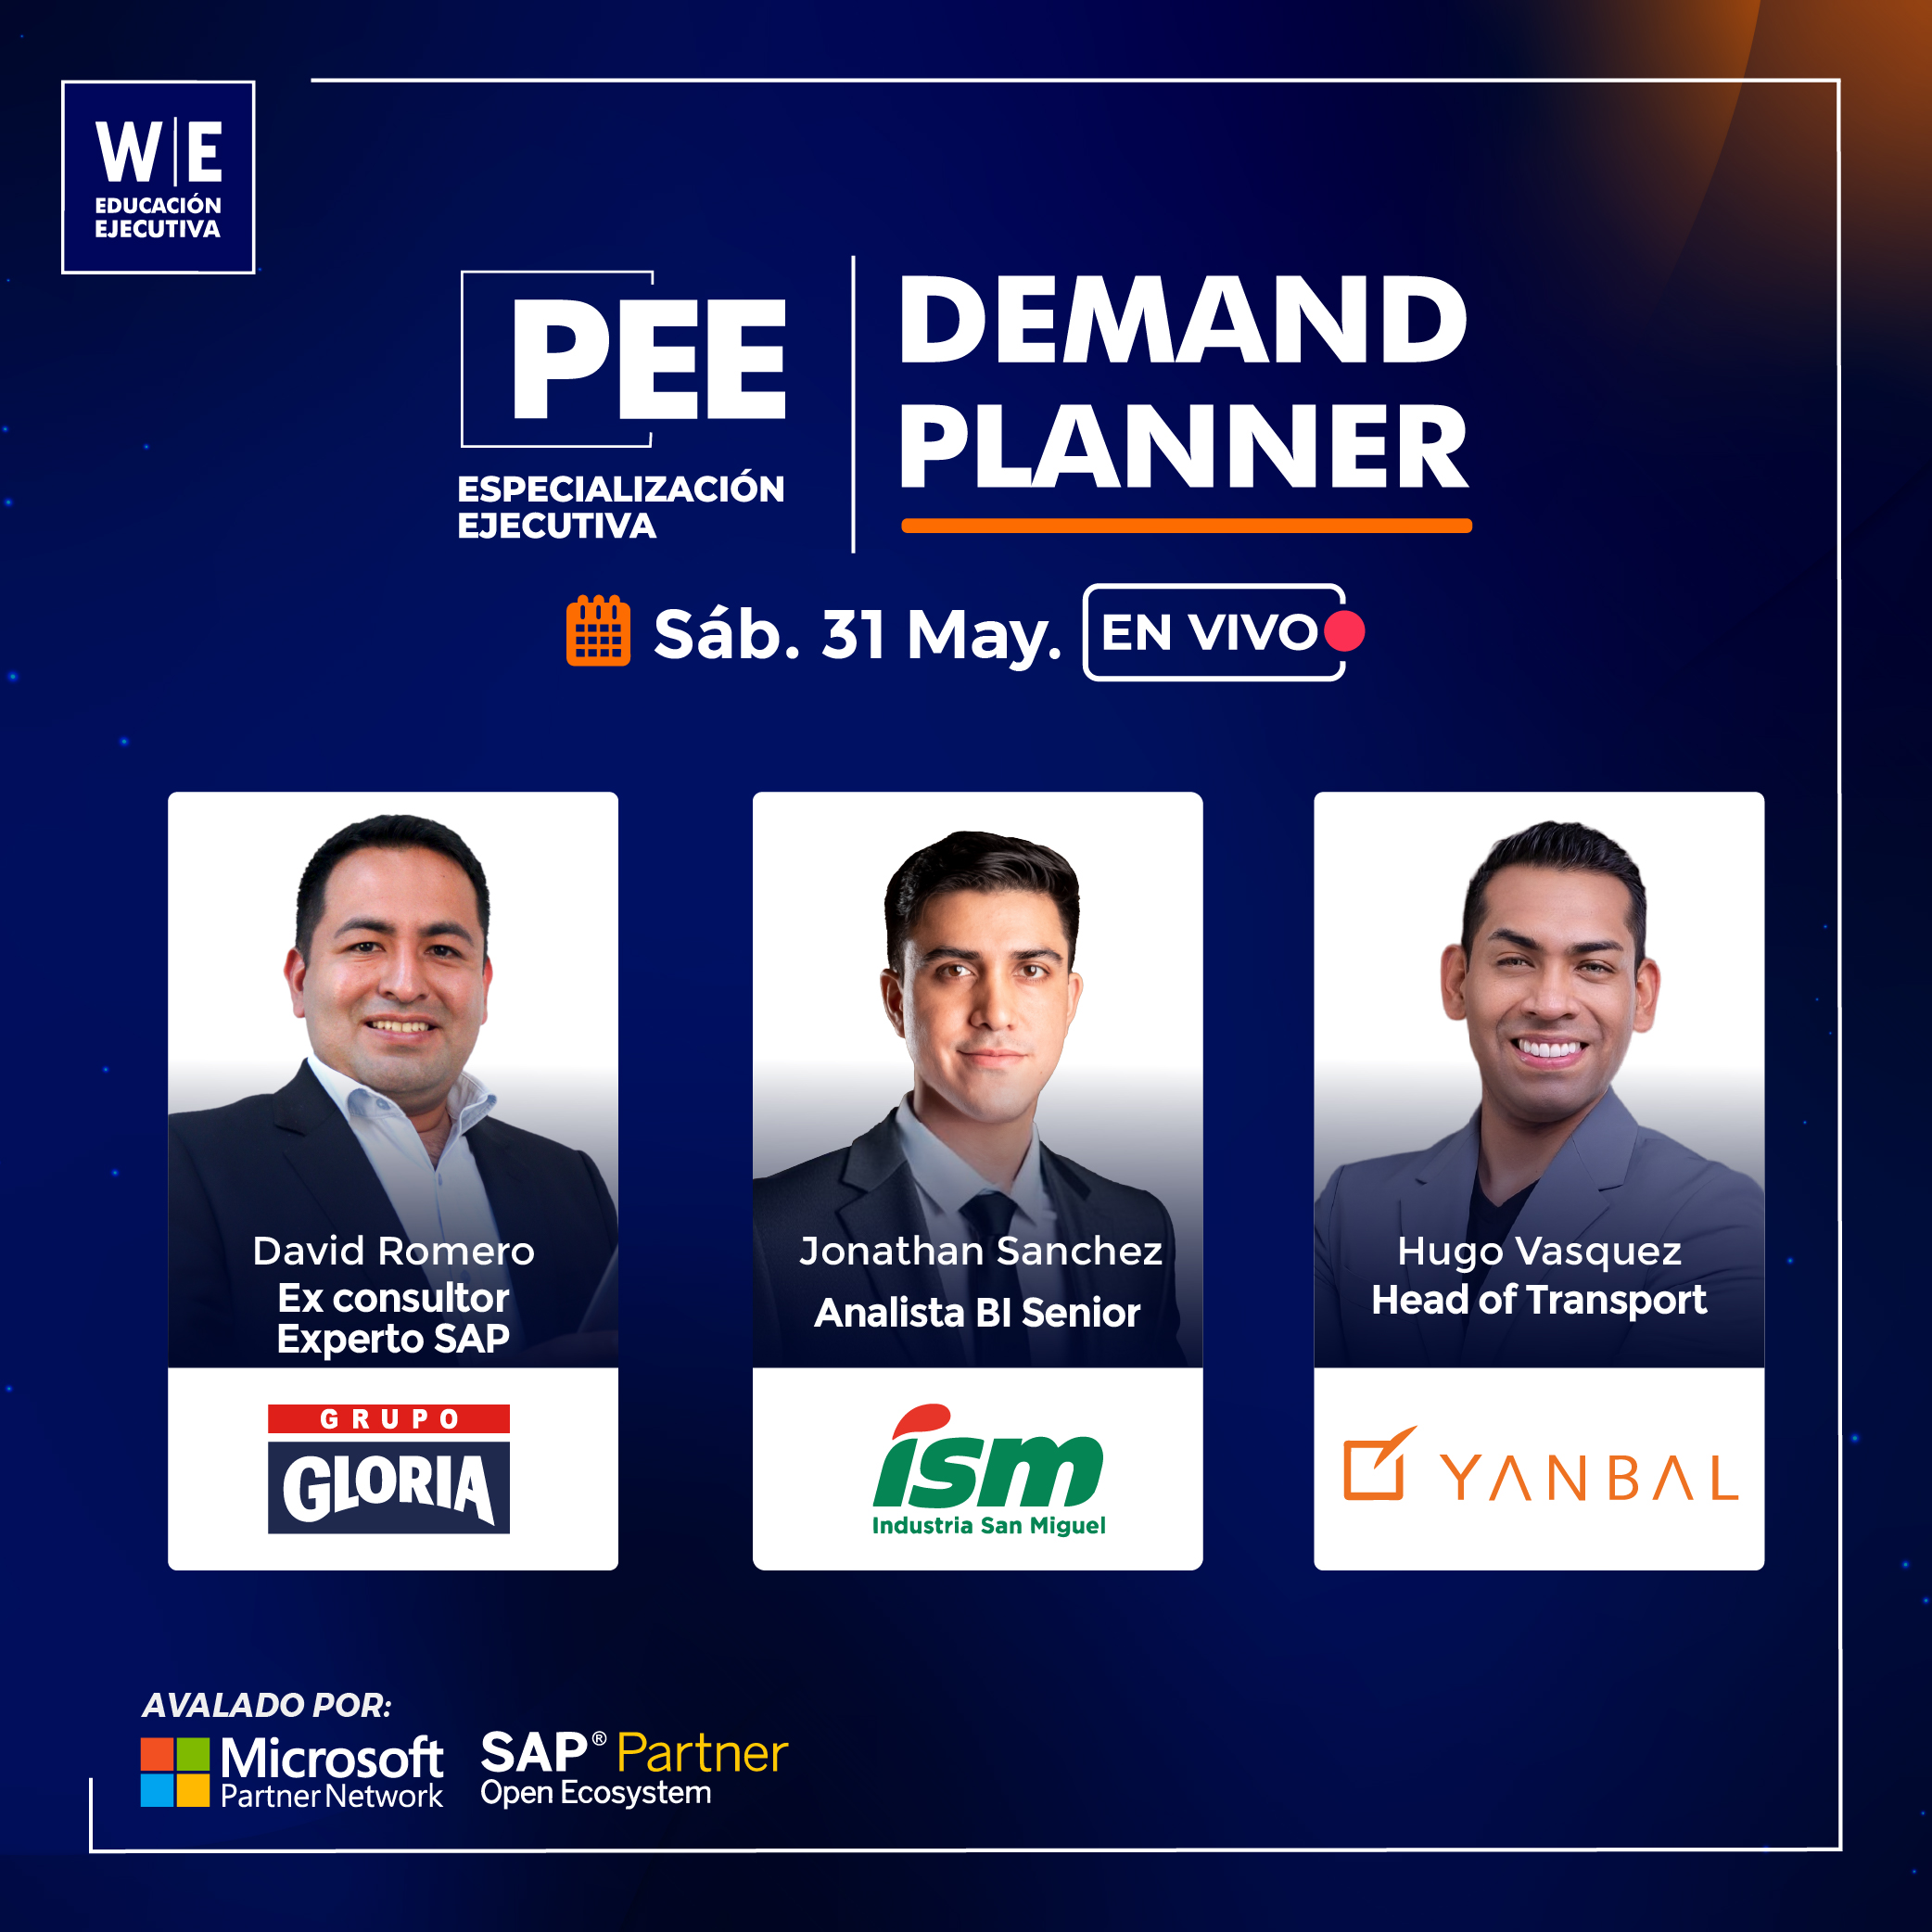 W|E
EDUCACIÓN
EJECUTIVA
PEE
ESPECIALIZACIÓN
EJECUTIVA
DEMAND
PLANNER
Sáb. 31 May.
EN VIVO
David Romero
Ex consultor
Experto SAP
GRUPO
GLORIA
Jonathan Sanchez
Analista BI Senior
ism
Industria San Miguel
Hugo Vasquez
Head of Transport
YANBAL
AVALADO POR:
Microsoft
Partner Network
SAP® Partner
Open Ecosystem